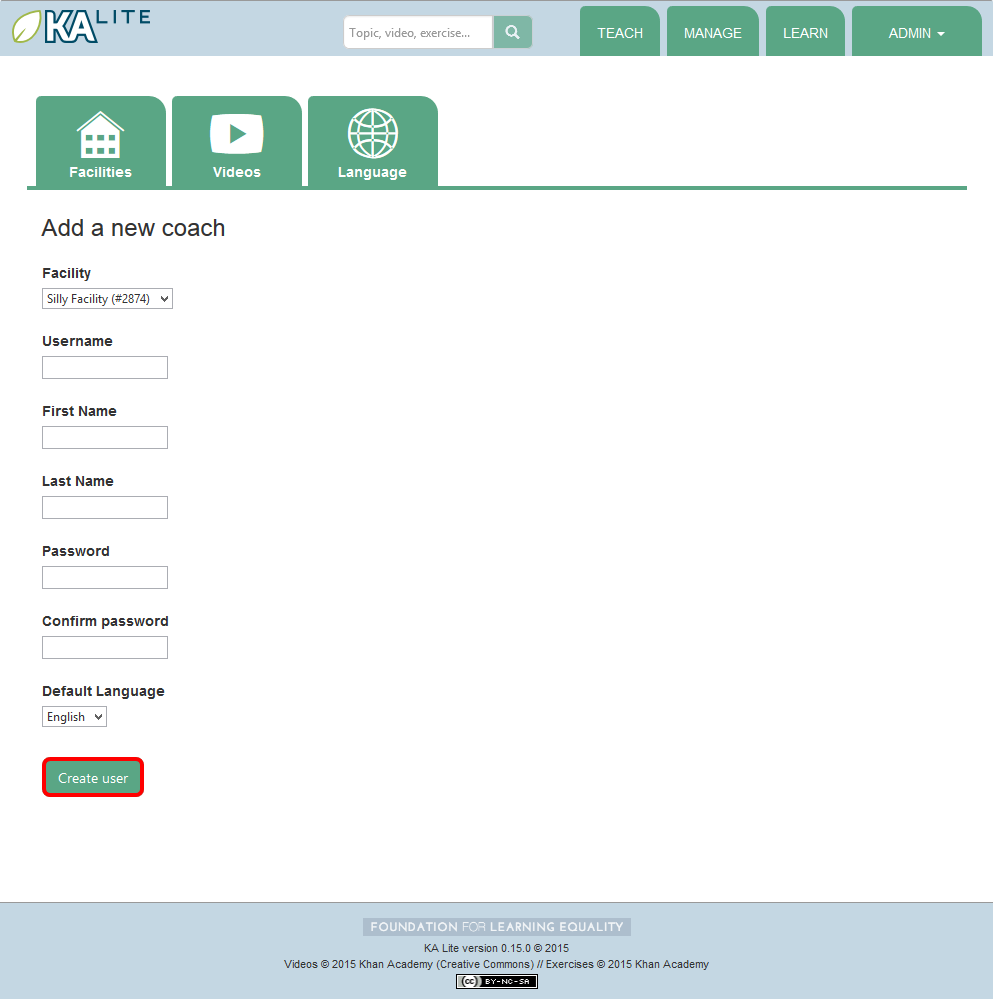 KA LITE
Topic, video, exercise...
TEACH
MANAGE
LEARN
ADMIN
Facilities
Videos
Language
Add a new coach
Facility
Silly Facility (#2874)
Username
First Name
Last Name
Password
Confirm password
Default Language
English
Create user
FOUNDATION FOR LEARNING EQUALITY
KA Lite version 0.15.0 © 2015
Videos © 2015 Khan Academy (Creative Commons) // Exercises © 2015 Khan Academy
cc BY-NC-SA